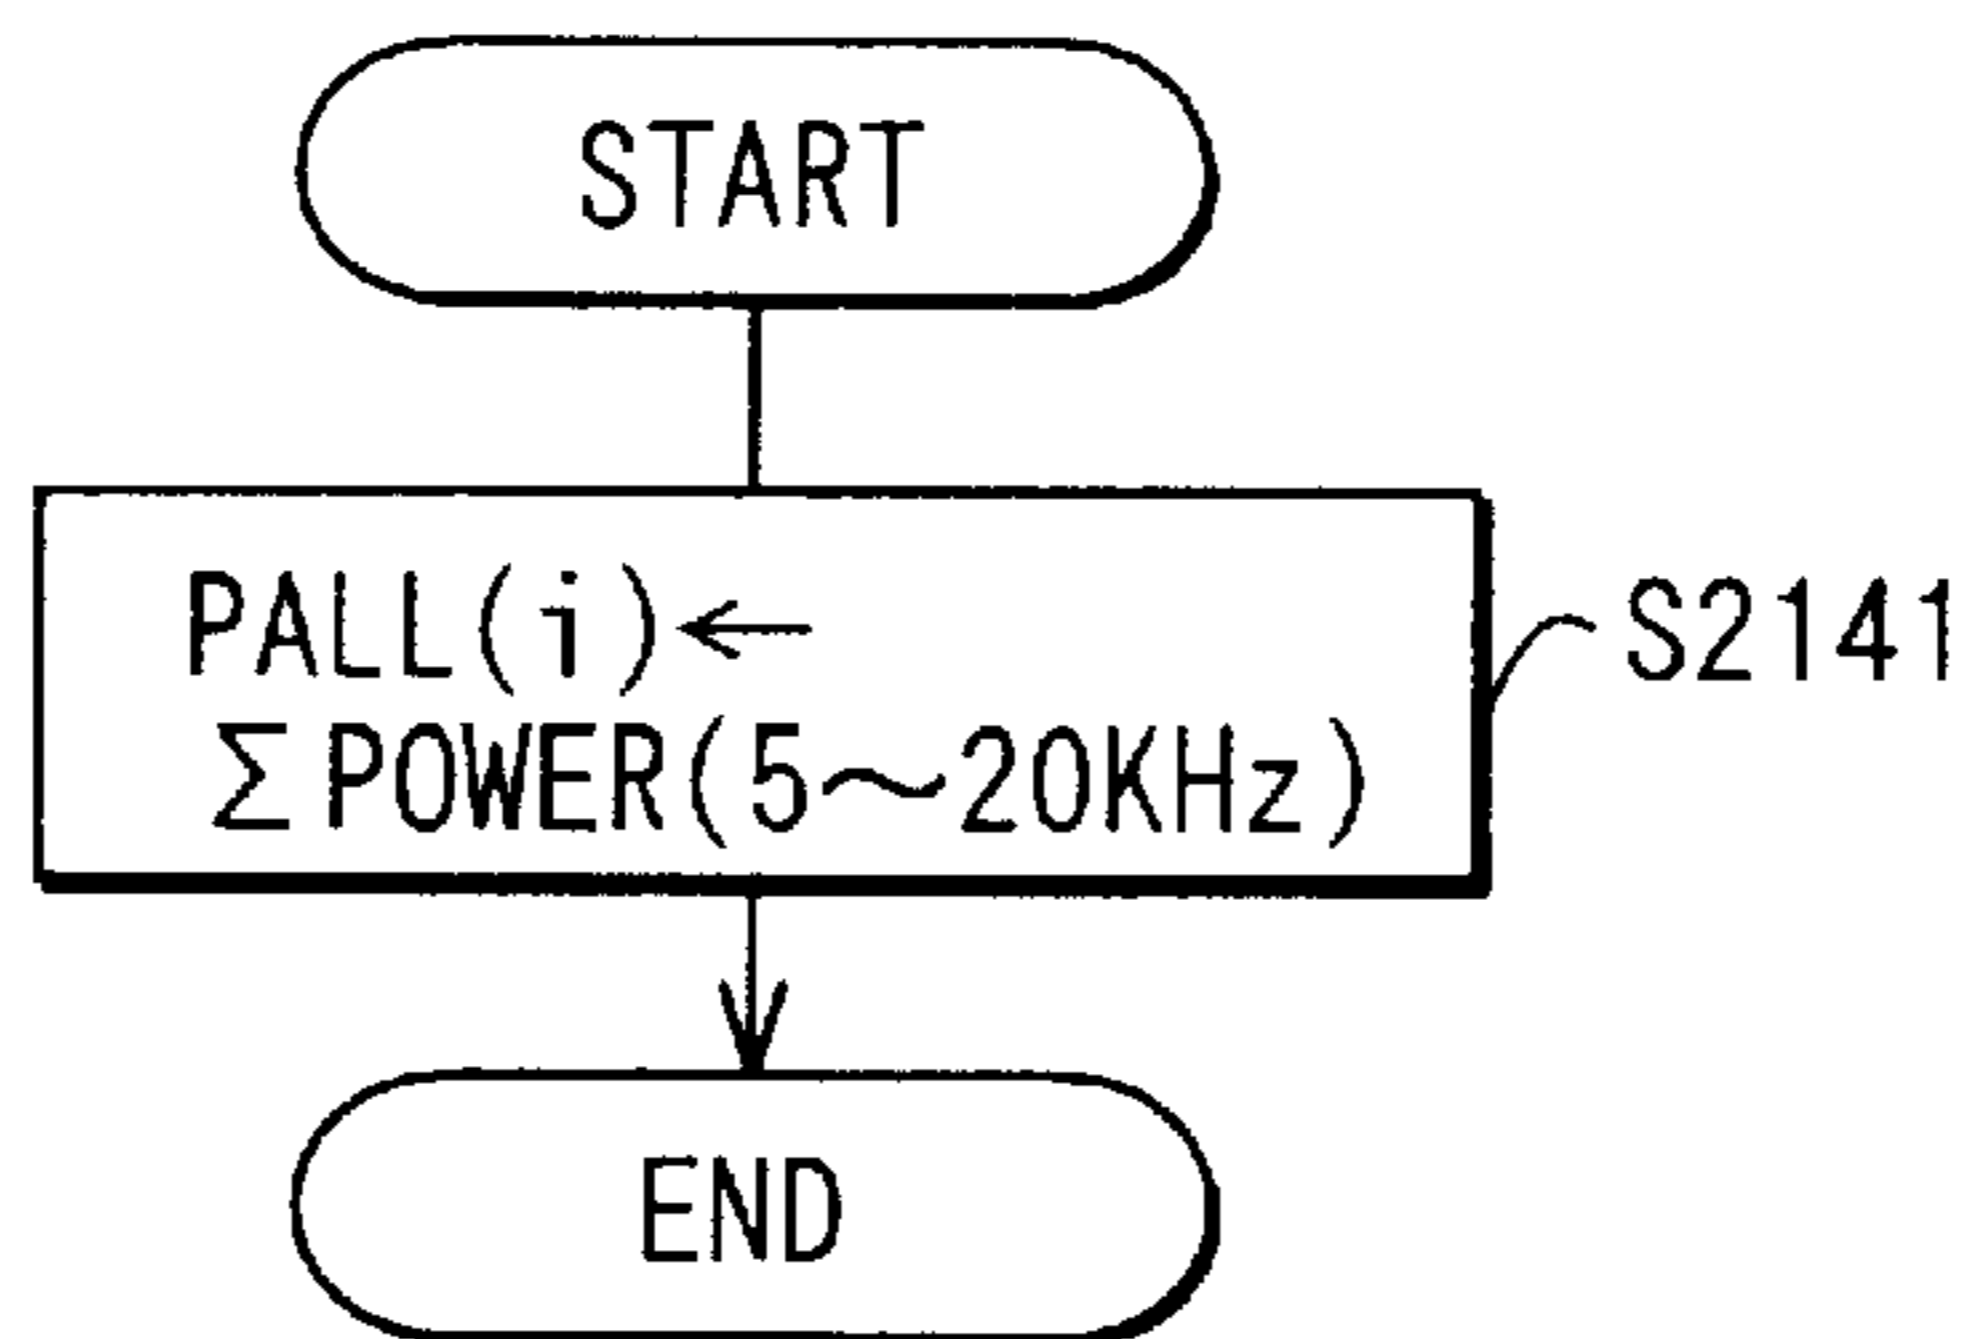 START
PALL(i)←
S2141
ΣPOWER(5～20KHz)
END